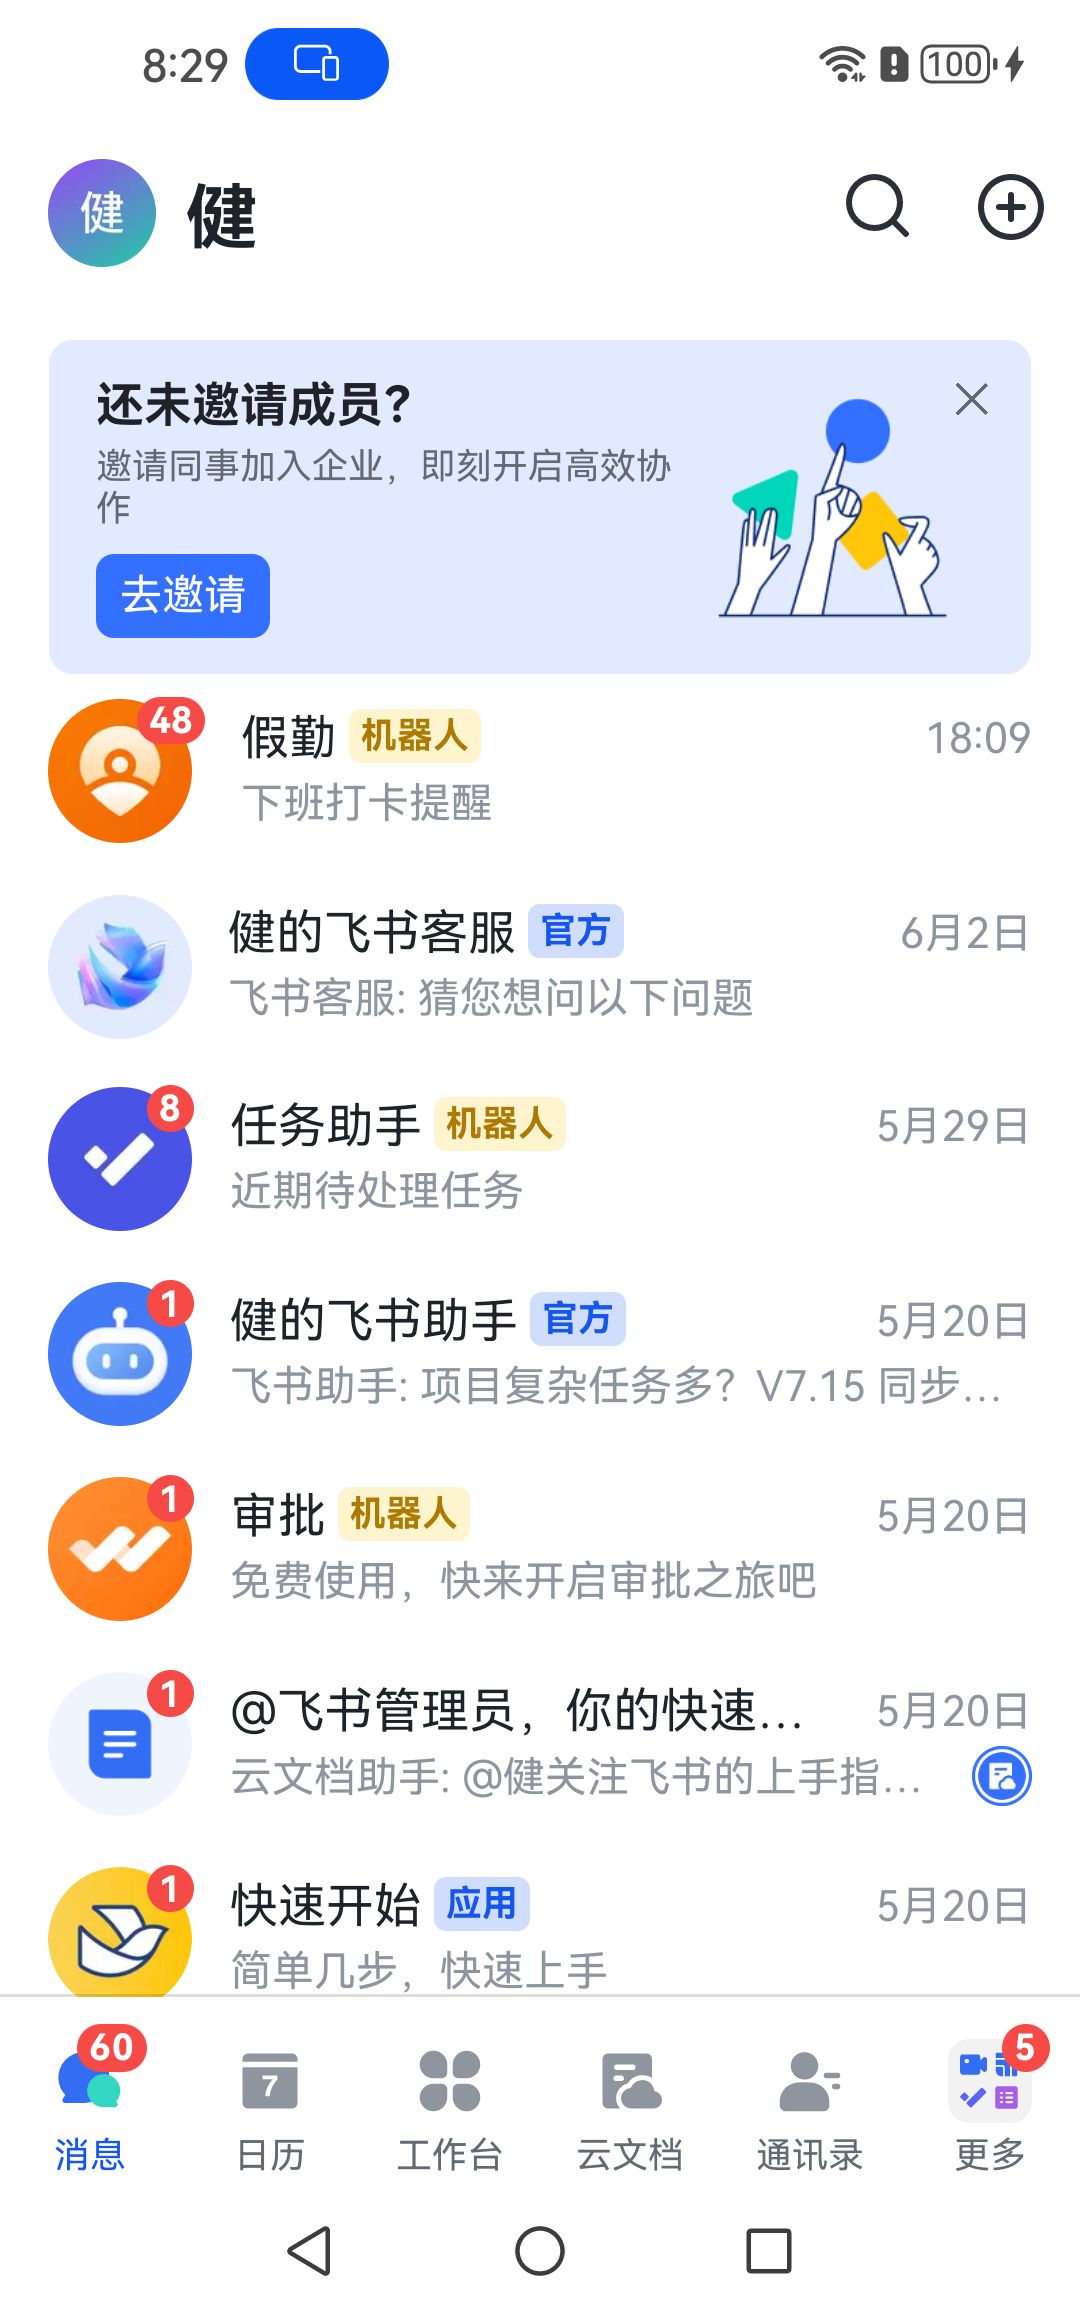 8:29
100
健
健
还未邀请成员?
邀请同事加入企业，即刻开启高效协
作
去邀请
48
假勤 机器人 18:09
下班打卡提醒
健的飞书客服 官方 6月2日
飞书客服: 猜您想问以下问题
8
任务助手 机器人 5月29日
近期待处理任务
1
健的飞书助手 官方 5月20日
飞书助手: 项目复杂任务多？V7.15 同步...
1
审批 机器人 5月20日
免费使用，快来开启审批之旅吧
1
@飞书管理员，你的快速... 5月20日
云文档助手: @健关注飞书的上手指...
1
快速开始 应用 5月20日
简单几步，快速上手
60
7
5
消息 日历 工作台 云文档 通讯录 更多